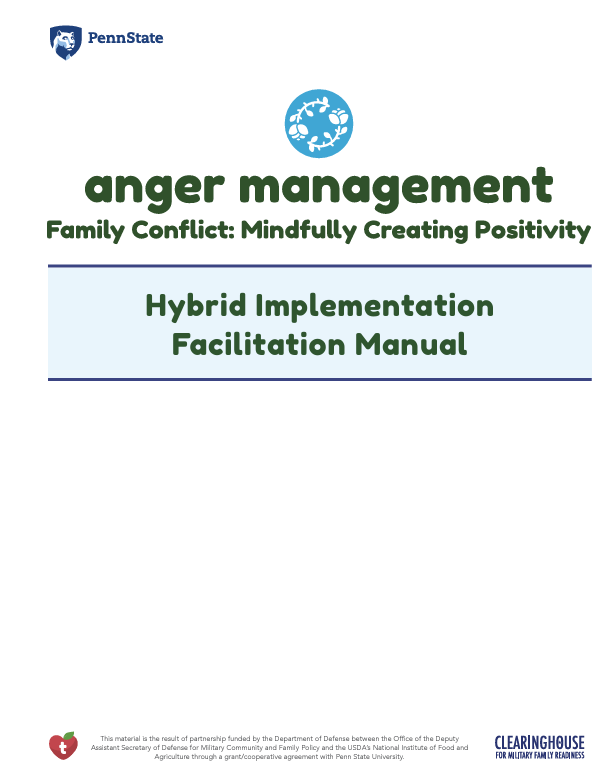 PennState
anger management
Family Conflict: Mindfully Creating Positivity
Hybrid Implementation
Facilitation Manual
t
This material is the result of partnership funded by the Department of Defense between the Office of the Deputy
Assistant Secretary of Defense for Military Community and Family Policy and the USDA's National Institute of Food and
Agriculture through a grant/cooperative agreement with Penn State University.
CLEARINGHOUSE
FOR MILITARY FAMILY READINESS